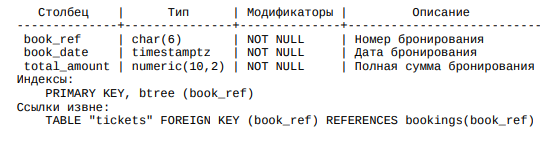 Столбец | Тип | Модификаторы | Описание
--------------+---------------+--------------+---------------------------
book_ref | char(6) | NOT NULL | Номер бронирования
book_date | timestamptz | NOT NULL | Дата бронирования
total_amount | numeric(10,2) | NOT NULL | Полная сумма бронирования
Индексы:
PRIMARY KEY, btree (book_ref)
Ссылки извне:
TABLE "tickets" FOREIGN KEY (book_ref) REFERENCES bookings(book_ref)